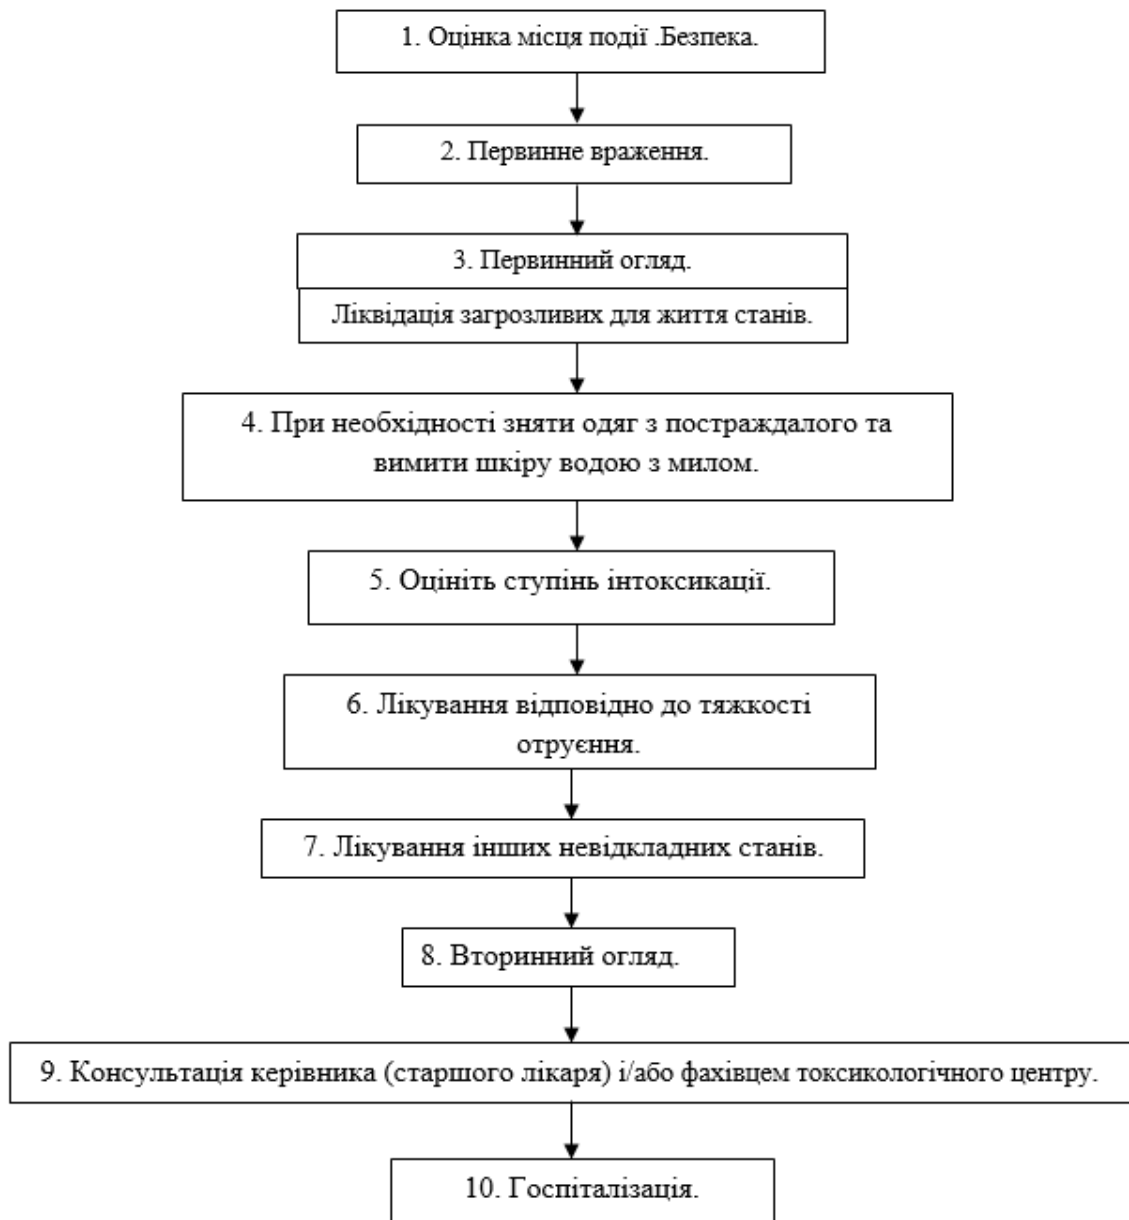 1. Оцінка місця події .Безпека.
2. Первинне враження.
3. Первинний огляд.
Ліквідація загрозливих для життя станів.
4. При необхідності зняти одяг з постраждалого та
вимити шкіру водою з милом.
5. Оцініть ступінь інтоксикації.
6. Лікування відповідно до тяжкості
отруєння.
7. Лікування інших невідкладних станів.
8. Вторинний огляд.
9. Консультація керівника (старшого лікаря) і/або фахівцем токсикологічного центру.
10. Госпіталізація.